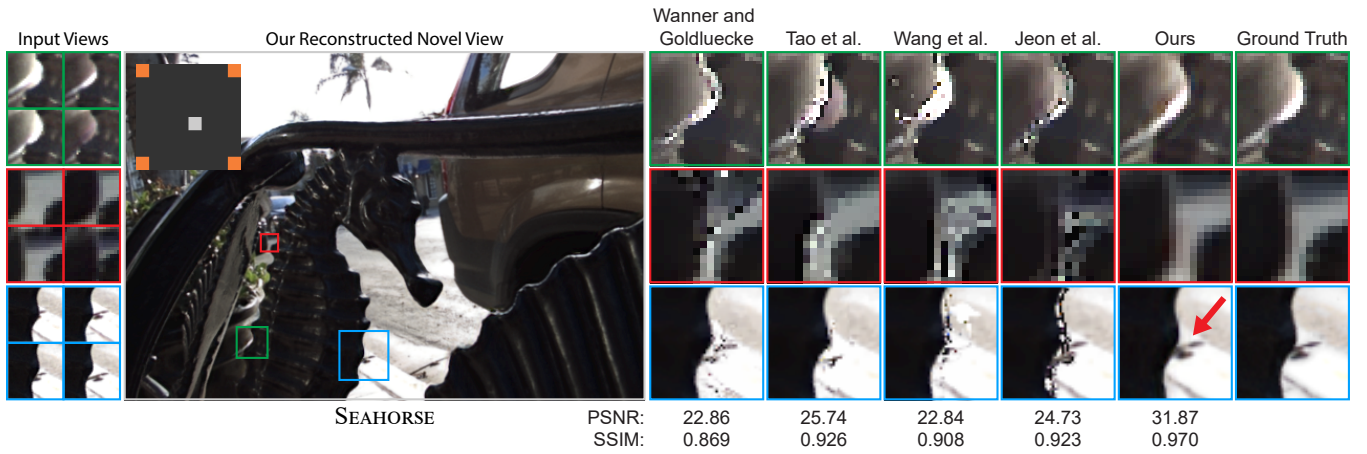 Input Views
Our Reconstructed Novel View
Wanner and
Goldluecke
Tao et al.
Wang et al.
Jeon et al.
Ours
Ground Truth
SEAHORSE
PSNR: 22.86 25.74 22.84 24.73 31.87
SSIM: 0.869 0.926 0.908 0.923 0.970